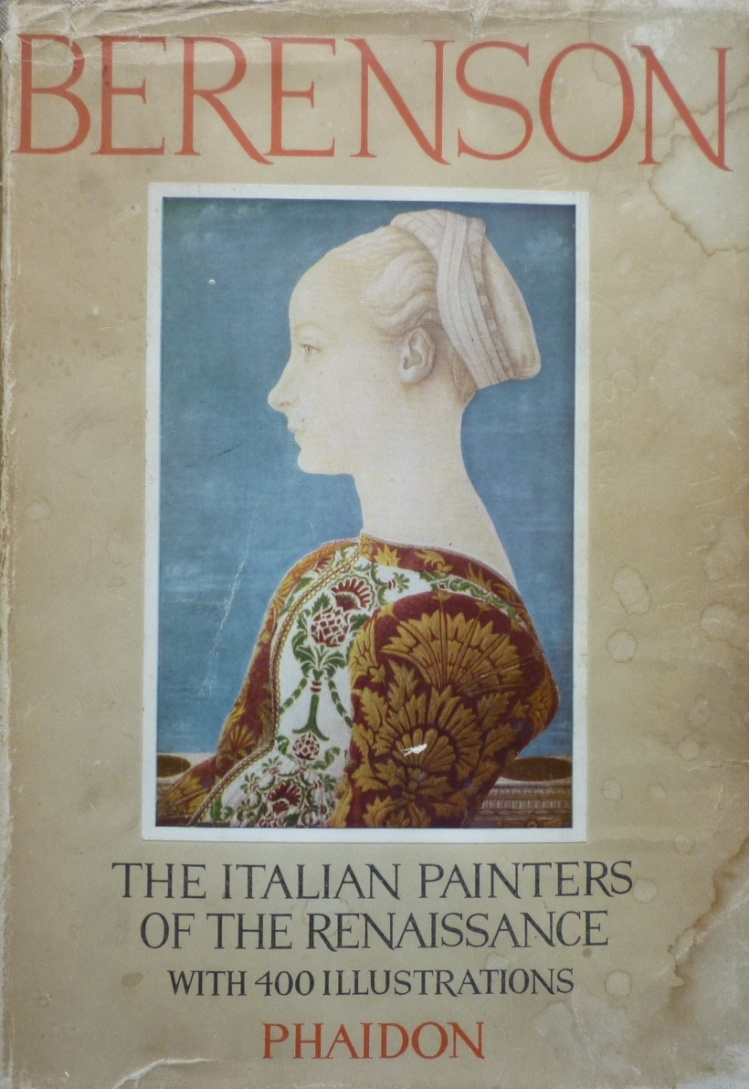 BERENSON
THE ITALIAN PAINTERS
OF THE RENAISSANCE
WITH 400 ILLUSTRATIONS
PHAIDON